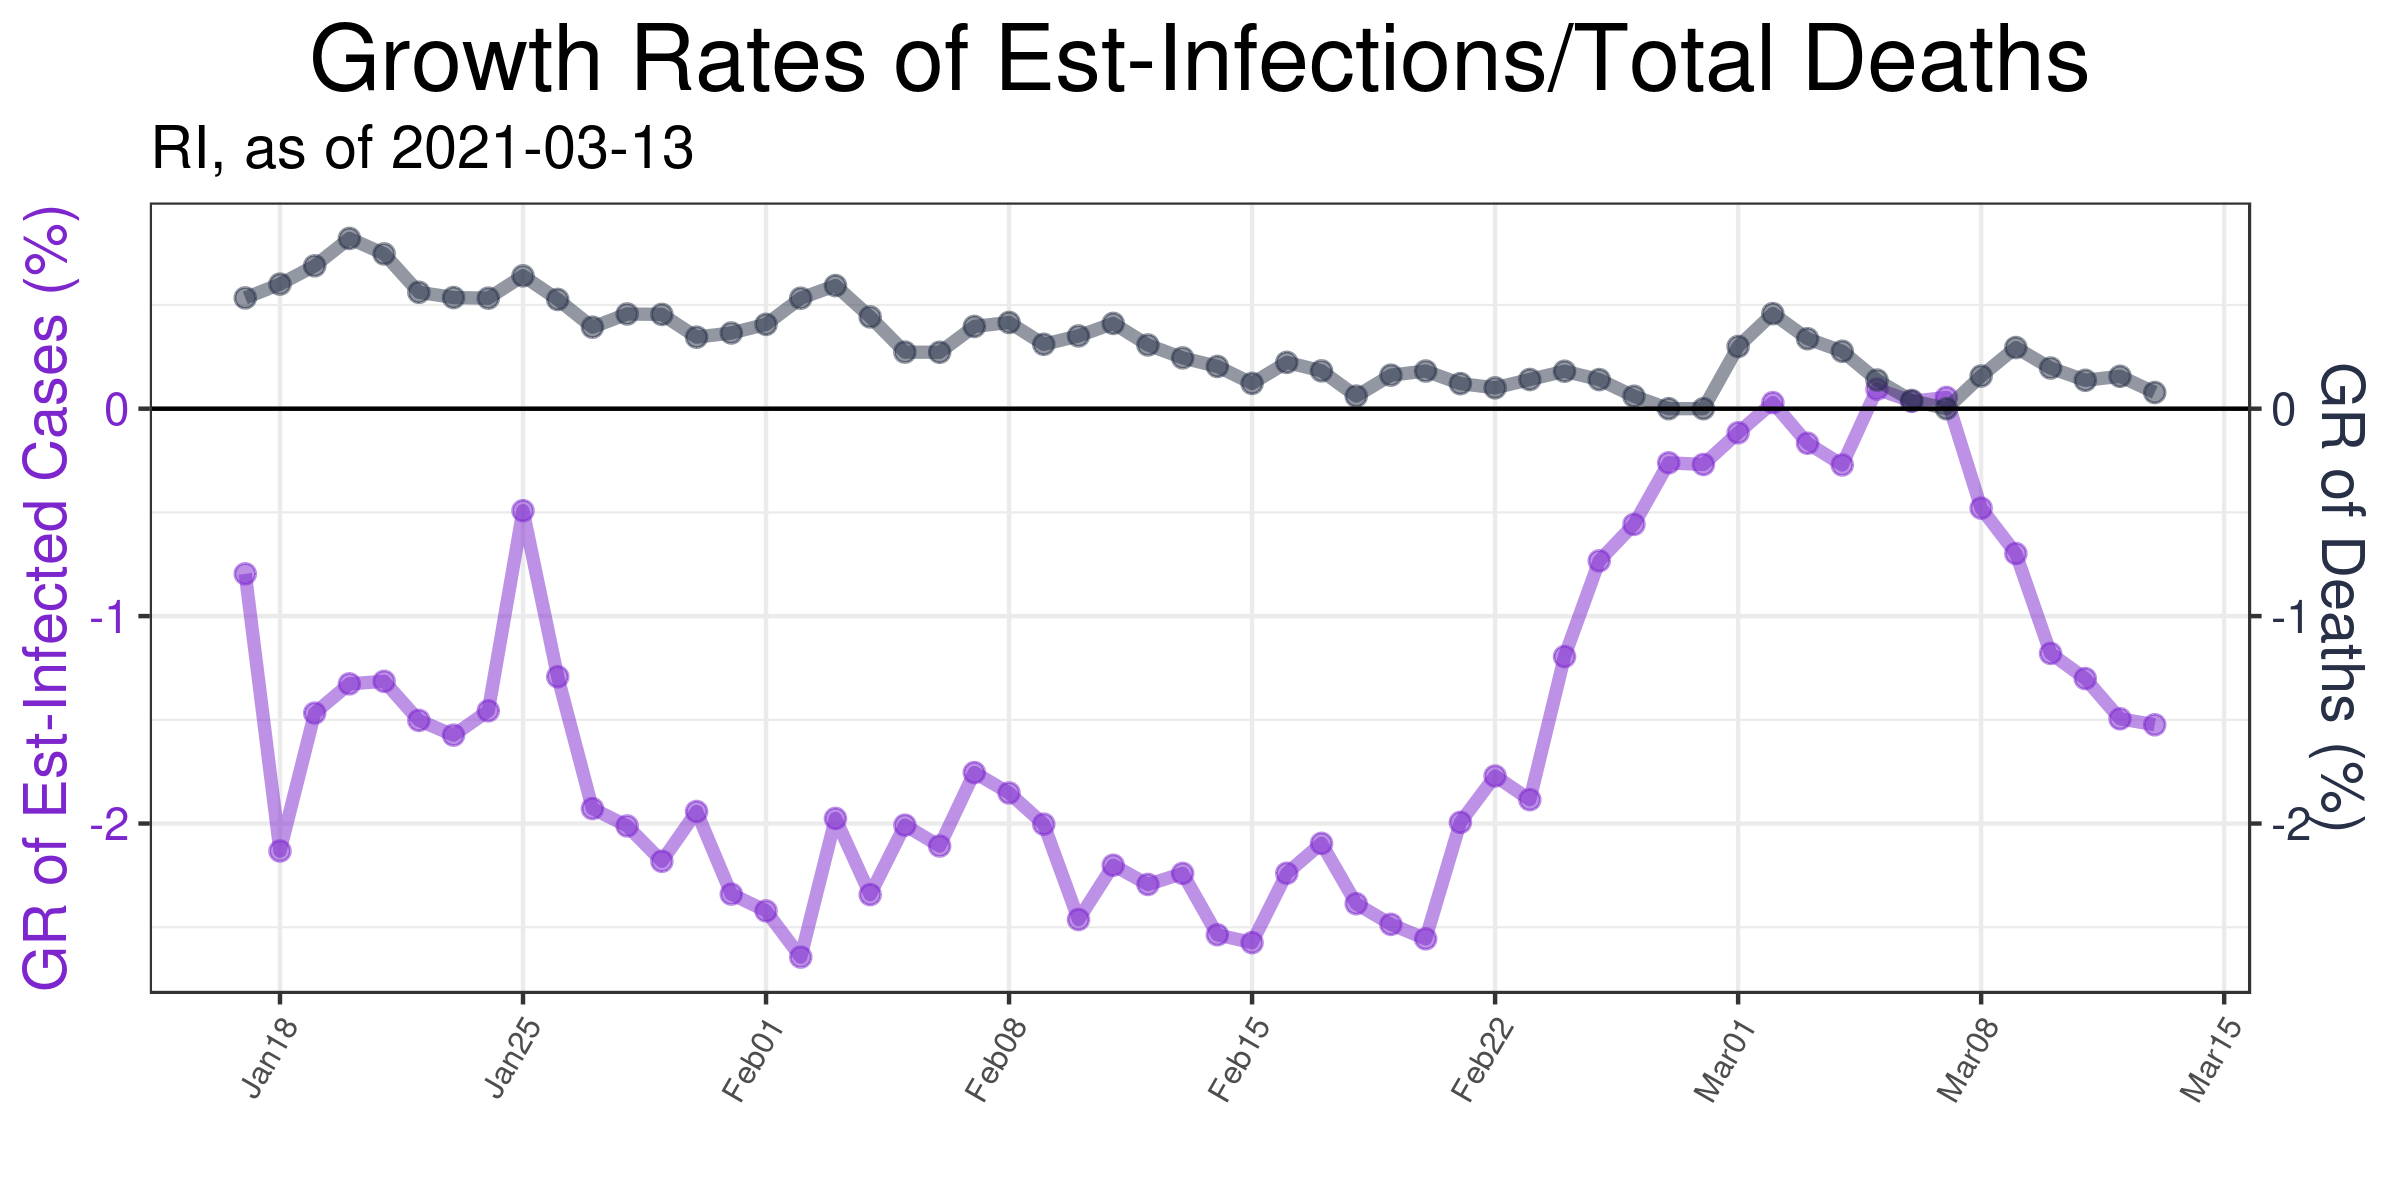 Growth Rates of Est-Infections/Total Deaths
RI, as of 2021-03-13
GR of Est-Infected Cases (%)
0
-1
-2
0
-1
-2
GR of Deaths (%)
Jan18
Jan25
Feb01
Feb08
Feb15
Feb22
Mar01
Mar08
Mar15